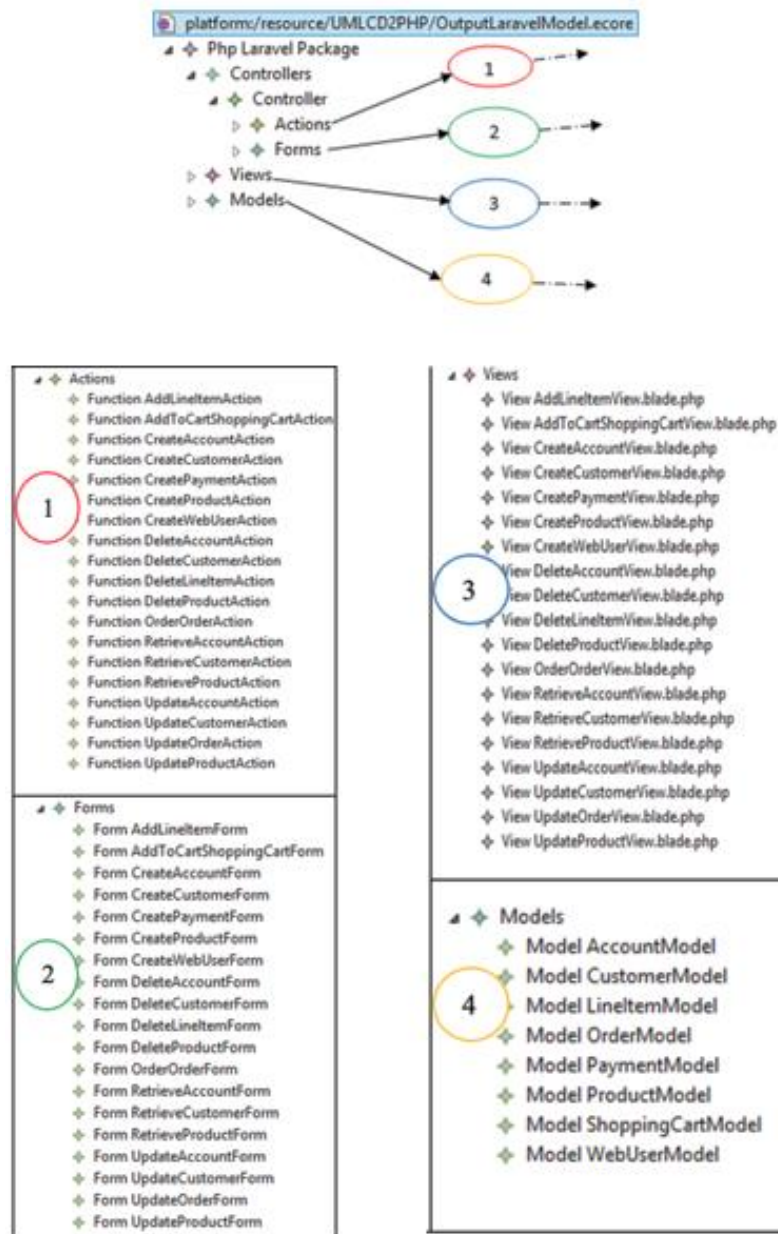 platform:/resource/UMLCD2PHP/OutputLaravelModel.ecore
Php Laravel Package
Controllers
Controller
Actions
Forms
Views
Models
1
2
3
4
Actions
Function AddLineItemAction
Function AddToCartShoppingCartAction
Function CreateAccountAction
Function CreateCustomerAction
Function CreatePaymentAction
Function CreateProductAction
Function CreateWebUserAction
Function DeleteAccountAction
Function DeleteCustomerAction
Function DeleteLineItemAction
Function DeleteProductAction
Function OrderOrderAction
Function RetrieveAccountAction
Function RetrieveCustomerAction
Function RetrieveProductAction
Function UpdateAccountAction
Function UpdateCustomerAction
Function UpdateOrderAction
Function UpdateProductAction
1
Forms
Form AddLineItemForm
Form AddToCartShoppingCartForm
Form CreateAccountForm
Form CreateCustomerForm
Form CreatePaymentForm
Form CreateProductForm
Form CreateWebUserForm
Form DeleteAccountForm
Form DeleteCustomerForm
Form DeleteLineItemForm
Form DeleteProductForm
Form OrderOrderForm
Form RetrieveAccountForm
Form RetrieveCustomerForm
Form RetrieveProductForm
Form UpdateAccountForm
Form UpdateCustomerForm
Form UpdateOrderForm
Form UpdateProductForm
2
Views
View AddLineItemView.blade.php
View AddToCartShoppingCartView.blade.php
View CreateAccountView.blade.php
View CreateCustomerView.blade.php
View CreatePaymentView.blade.php
View CreateProductView.blade.php
View CreateWebUserView.blade.php
View DeleteAccountView.blade.php
View DeleteCustomerView.blade.php
View DeleteLineItemView.blade.php
View DeleteProductView.blade.php
View OrderOrderView.blade.php
View RetrieveAccountView.blade.php
View RetrieveCustomerView.blade.php
View RetrieveProductView.blade.php
View UpdateAccountView.blade.php
View UpdateCustomerView.blade.php
View UpdateOrderView.blade.php
View UpdateProductView.blade.php
3
Models
Model AccountModel
Model CustomerModel
Model LineItemModel
Model OrderModel
Model PaymentModel
Model ProductModel
Model ShoppingCartModel
Model WebUserModel
4